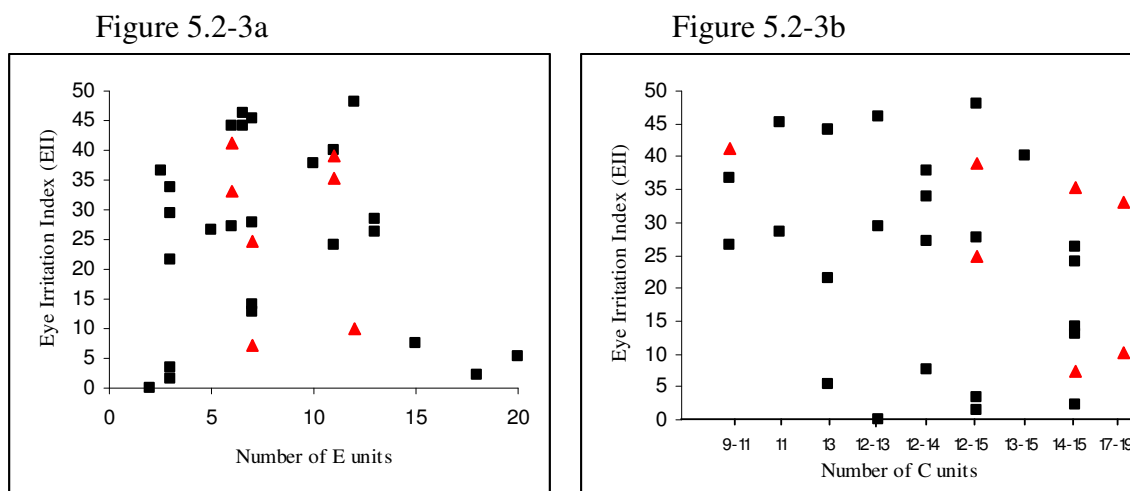 Figure 5.2-3a
Figure 5.2-3b
Eye Irritation Index (EII)
50
45
40
35
30
25
20
15
10
5
0
0 5 10 15 20
Number of E units
Eye Irritation Index (EII)
50
45
40
35
30
25
20
15
10
5
0
9-11 11 13 12-13 12-14 12-15 13-15 14-15 17-19
Number of C units